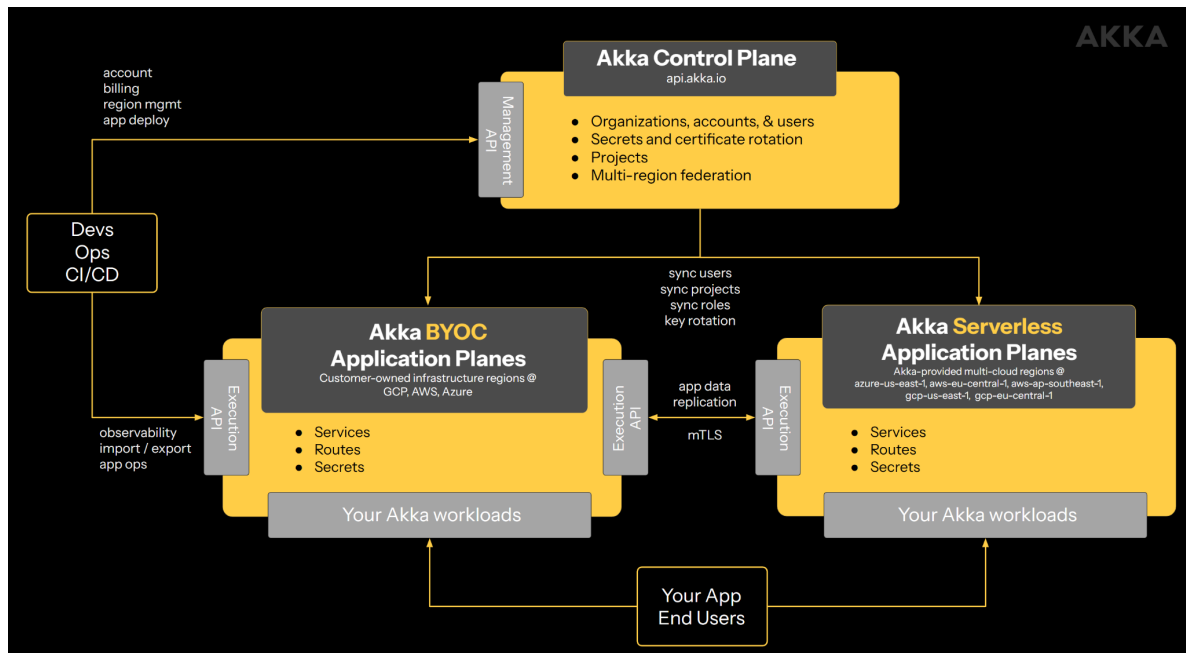 AKKA
Akka Control Plane
api.akka.io
Management
API
● Organizations, accounts, & users
● Secrets and certificate rotation
● Projects
● Multi-region federation
account
billing
region mgmt
app deploy
Devs
Ops
CI/CD
sync users
sync projects
sync roles
key rotation
Akka BYOC
Application Planes
Customer-owned infrastructure regions @
GCP, AWS, Azure
Execution
API
● Services
● Routes
● Secrets
Execution
API
Your Akka workloads
observability
import / export
app ops
app data
replication
mTLS
Akka Serverless
Application Planes
Akka-provided multi-cloud regions @
azure-us-east-1, aws-eu-central-1, aws-ap-southeast-1,
gcp-us-east-1, gcp-eu-central-1
Execution
API
● Services
● Routes
● Secrets
Your Akka workloads
Your App
End Users